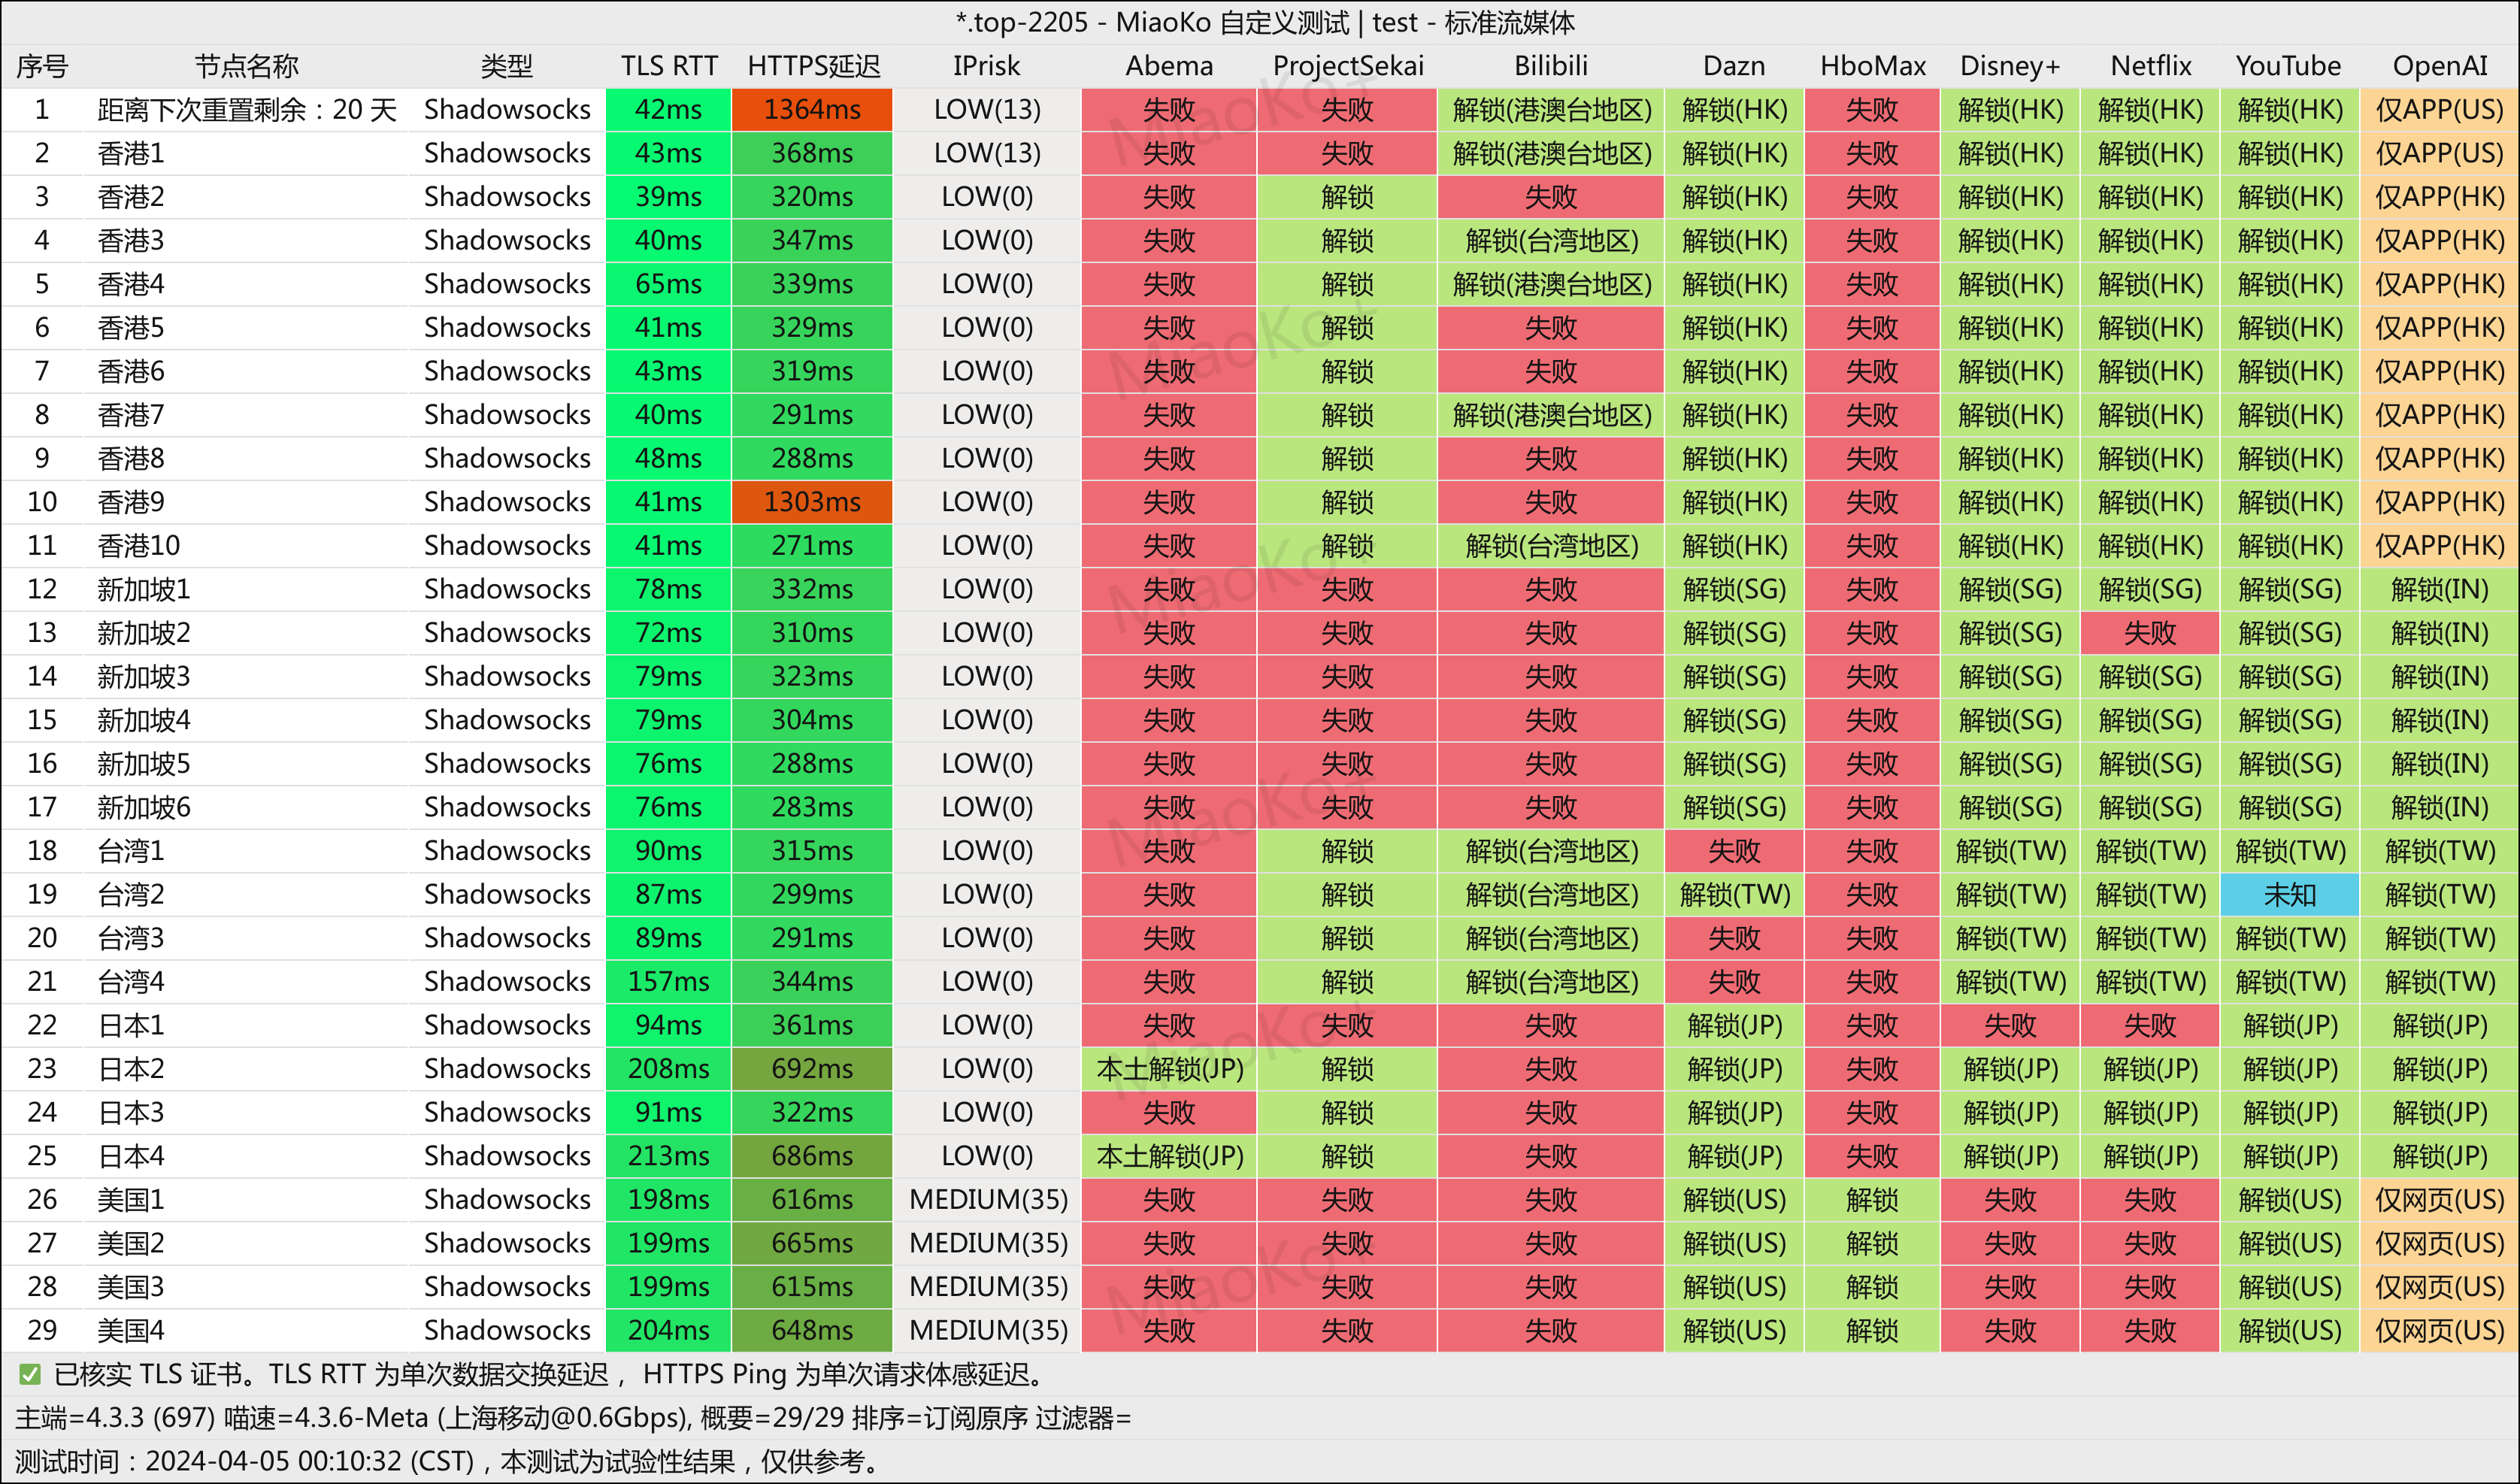 *.top-2205 - MiaoKo 自定义测试 | test - 标准流媒体
序号 节点名称 类型 TLS RTT HTTPS延迟 IPrisk Abema ProjectSekai Bilibili Dazn HboMax Disney+ Netflix YouTube OpenAI
1 距离下次重置剩余：20 天 Shadowsocks 42ms 1364ms LOW(13) 失败 失败 解锁(港澳台地区) 解锁(HK) 失败 解锁(HK) 解锁(HK) 解锁(HK) 仅APP(US)
2 香港1 Shadowsocks 43ms 368ms LOW(13) 失败 失败 解锁(港澳台地区) 解锁(HK) 失败 解锁(HK) 解锁(HK) 解锁(HK) 仅APP(US)
3 香港2 Shadowsocks 39ms 320ms LOW(0) 失败 解锁 失败 解锁(HK) 失败 解锁(HK) 解锁(HK) 解锁(HK) 仅APP(HK)
4 香港3 Shadowsocks 40ms 347ms LOW(0) 失败 解锁 解锁(台湾地区) 解锁(HK) 失败 解锁(HK) 解锁(HK) 解锁(HK) 仅APP(HK)
5 香港4 Shadowsocks 65ms 339ms LOW(0) 失败 解锁 解锁(港澳台地区) 解锁(HK) 失败 解锁(HK) 解锁(HK) 解锁(HK) 仅APP(HK)
6 香港5 Shadowsocks 41ms 329ms LOW(0) 失败 解锁 失败 解锁(HK) 失败 解锁(HK) 解锁(HK) 解锁(HK) 仅APP(HK)
7 香港6 Shadowsocks 43ms 319ms LOW(0) 失败 解锁 失败 解锁(HK) 失败 解锁(HK) 解锁(HK) 解锁(HK) 仅APP(HK)
8 香港7 Shadowsocks 40ms 291ms LOW(0) 失败 解锁 解锁(港澳台地区) 解锁(HK) 失败 解锁(HK) 解锁(HK) 解锁(HK) 仅APP(HK)
9 香港8 Shadowsocks 48ms 288ms LOW(0) 失败 解锁 失败 解锁(HK) 失败 解锁(HK) 解锁(HK) 解锁(HK) 仅APP(HK)
10 香港9 Shadowsocks 41ms 1303ms LOW(0) 失败 解锁 失败 解锁(HK) 失败 解锁(HK) 解锁(HK) 解锁(HK) 仅APP(HK)
11 香港10 Shadowsocks 41ms 271ms LOW(0) 失败 解锁 解锁(台湾地区) 解锁(HK) 失败 解锁(HK) 解锁(HK) 解锁(HK) 仅APP(HK)
12 新加坡1 Shadowsocks 78ms 332ms LOW(0) 失败 失败 失败 解锁(SG) 失败 解锁(SG) 解锁(SG) 解锁(SG) 解锁(IN)
13 新加坡2 Shadowsocks 72ms 310ms LOW(0) 失败 失败 失败 解锁(SG) 失败 解锁(SG) 失败 解锁(SG) 解锁(IN)
14 新加坡3 Shadowsocks 79ms 323ms LOW(0) 失败 失败 失败 解锁(SG) 失败 解锁(SG) 解锁(SG) 解锁(SG) 解锁(IN)
15 新加坡4 Shadowsocks 79ms 304ms LOW(0) 失败 失败 失败 解锁(SG) 失败 解锁(SG) 解锁(SG) 解锁(SG) 解锁(IN)
16 新加坡5 Shadowsocks 76ms 288ms LOW(0) 失败 失败 失败 解锁(SG) 失败 解锁(SG) 解锁(SG) 解锁(SG) 解锁(IN)
17 新加坡6 Shadowsocks 76ms 283ms LOW(0) 失败 失败 失败 解锁(SG) 失败 解锁(SG) 解锁(SG) 解锁(SG) 解锁(IN)
18 台湾1 Shadowsocks 90ms 315ms LOW(0) 失败 解锁 解锁(台湾地区) 失败 失败 解锁(TW) 解锁(TW) 解锁(TW) 解锁(TW)
19 台湾2 Shadowsocks 87ms 299ms LOW(0) 失败 解锁 解锁(台湾地区) 解锁(TW) 失败 解锁(TW) 解锁(TW) 未知 解锁(TW)
20 台湾3 Shadowsocks 89ms 291ms LOW(0) 失败 解锁 解锁(台湾地区) 失败 失败 解锁(TW) 解锁(TW) 解锁(TW) 解锁(TW)
21 台湾4 Shadowsocks 157ms 344ms LOW(0) 失败 解锁 解锁(台湾地区) 失败 失败 解锁(TW) 解锁(TW) 解锁(TW) 解锁(TW)
22 日本1 Shadowsocks 94ms 361ms LOW(0) 失败 失败 失败 解锁(JP) 失败 失败 失败 解锁(JP) 解锁(JP)
23 日本2 Shadowsocks 208ms 692ms LOW(0) 本土解锁(JP) 解锁 失败 解锁(JP) 失败 解锁(JP) 解锁(JP) 解锁(JP) 解锁(JP)
24 日本3 Shadowsocks 91ms 322ms LOW(0) 失败 解锁 失败 解锁(JP) 失败 解锁(JP) 解锁(JP) 解锁(JP) 解锁(JP)
25 日本4 Shadowsocks 213ms 686ms LOW(0) 本土解锁(JP) 解锁 失败 解锁(JP) 失败 解锁(JP) 解锁(JP) 解锁(JP) 解锁(JP)
26 美国1 Shadowsocks 198ms 616ms MEDIUM(35) 失败 失败 失败 解锁(US) 解锁 失败 失败 解锁(US) 仅网页(US)
27 美国2 Shadowsocks 199ms 665ms MEDIUM(35) 失败 失败 失败 解锁(US) 解锁 失败 失败 解锁(US) 仅网页(US)
28 美国3 Shadowsocks 199ms 615ms MEDIUM(35) 失败 失败 失败 解锁(US) 解锁 失败 失败 解锁(US) 仅网页(US)
29 美国4 Shadowsocks 204ms 648ms MEDIUM(35) 失败 失败 失败 解锁(US) 解锁 失败 失败 解锁(US) 仅网页(US)
✅ 已核实 TLS 证书。TLS RTT 为单次数据交换延迟， HTTPS Ping 为单次请求体感延迟。
主端=4.3.3 (697) 喵速=4.3.6-Meta (上海移动@0.6Gbps), 概要=29/29 排序=订阅原序 过滤器=
测试时间：2024-04-05 00:10:32 (CST)，本测试为试验性结果，仅供参考。
MiaoKo+
MiaoKo+
MiaoKo+
MiaoKo+
MiaoKo+
MiaoKo+